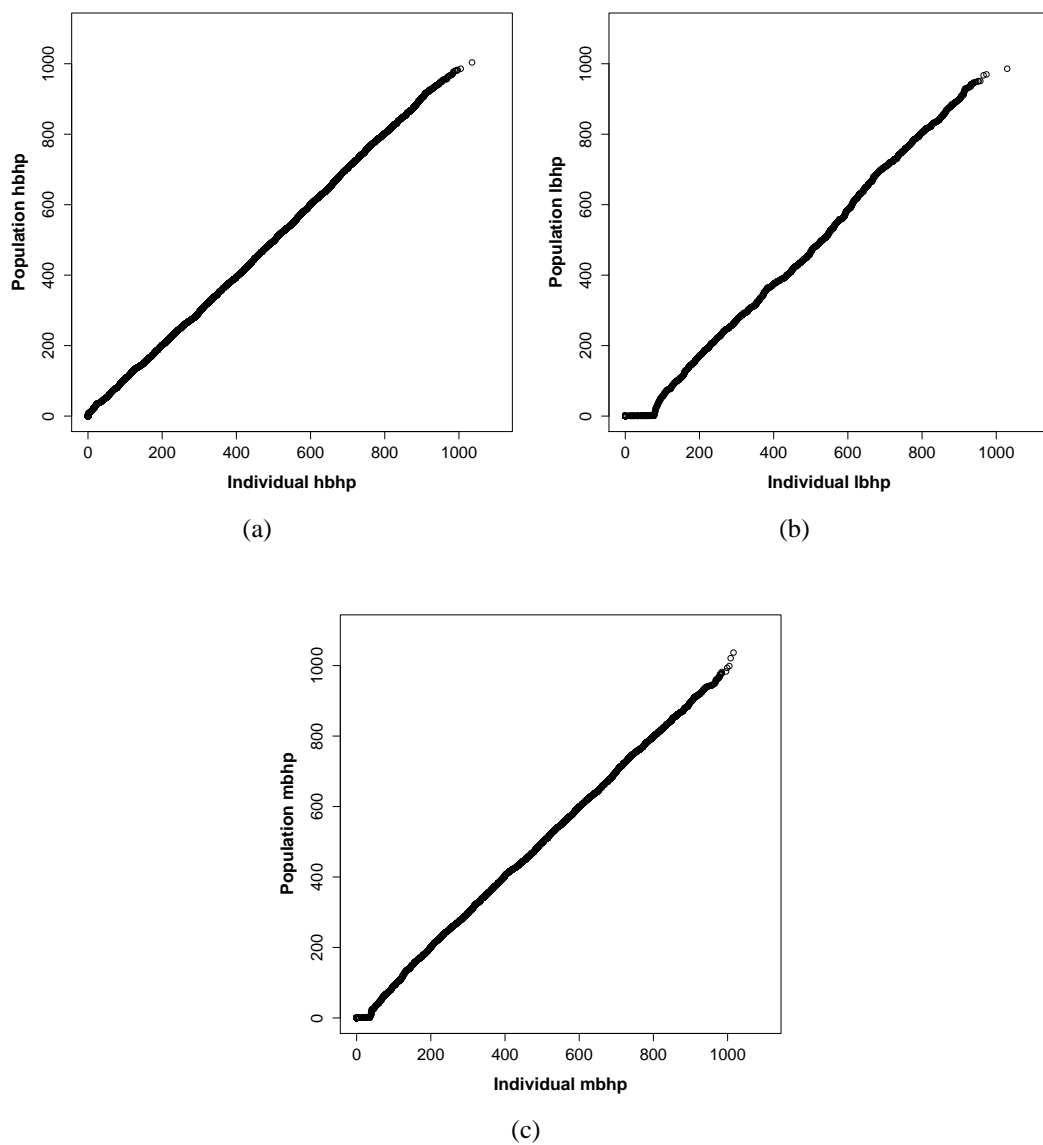 0 200 400 600 800 1000
Population hbhp
0 200 400 600 800 1000
Individual hbhp
(a)
0 200 400 600 800 1000
Population lbhp
0 200 400 600 800 1000
Individual lbhp
(b)
0 200 400 600 800 1000
Population mbhp
0 200 400 600 800 1000
Individual mbhp
(c)